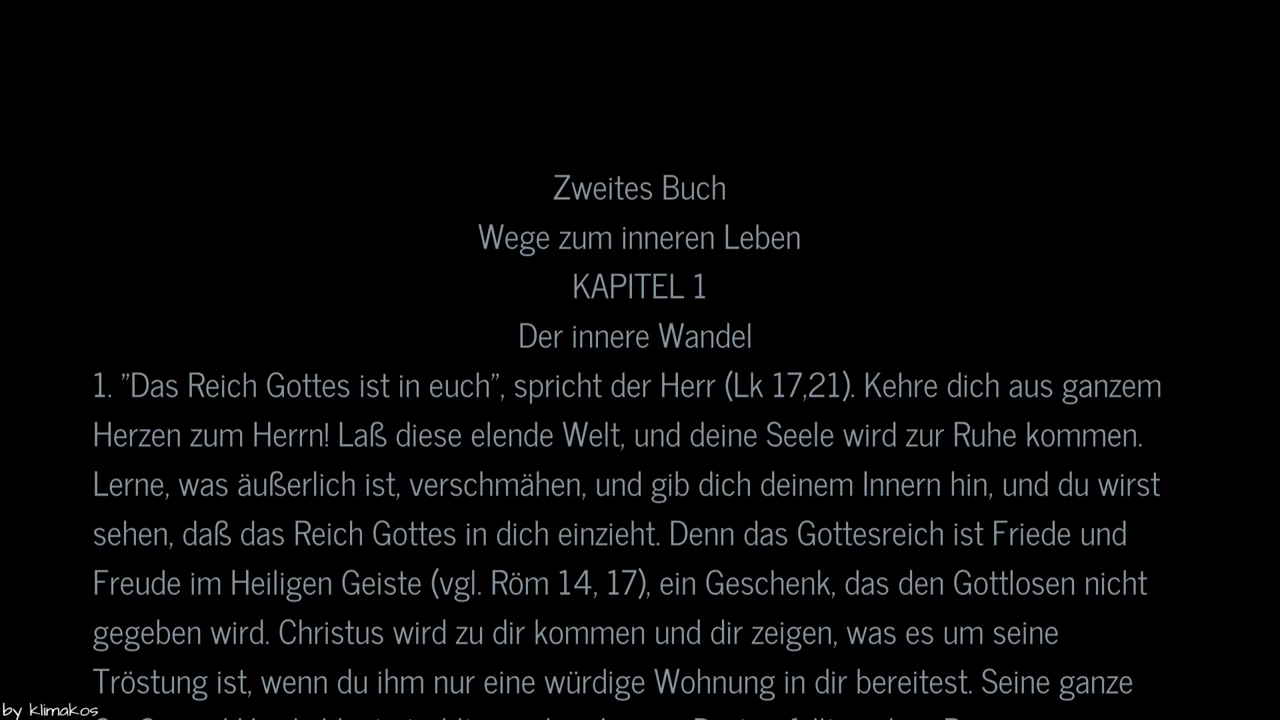 Zweites Buch
Wege zum inneren Leben
KAPITEL 1
Der innere Wandel
1. "Das Reich Gottes ist in euch", spricht der Herr (Lk 17,21). Kehre dich aus ganzem
Herzen zum Herrn! Laß diese elende Welt, und deine Seele wird zur Ruhe kommen.
Lerne, was äußerlich ist, verschmähen, und gib dich deinem Innern hin, und du wirst
sehen, daß das Reich Gottes in dich einzieht. Denn das Gottesreich ist Friede und
Freude im Heiligen Geiste (vgl. Röm 14, 17), ein Geschenk, das den Gottlosen nicht
gegeben wird. Christus wird zu dir kommen und dir zeigen, was es um seine
Tröstung ist, wenn du ihm nur eine würdige Wohnung in dir bereitest. Seine ganze
by klimakos